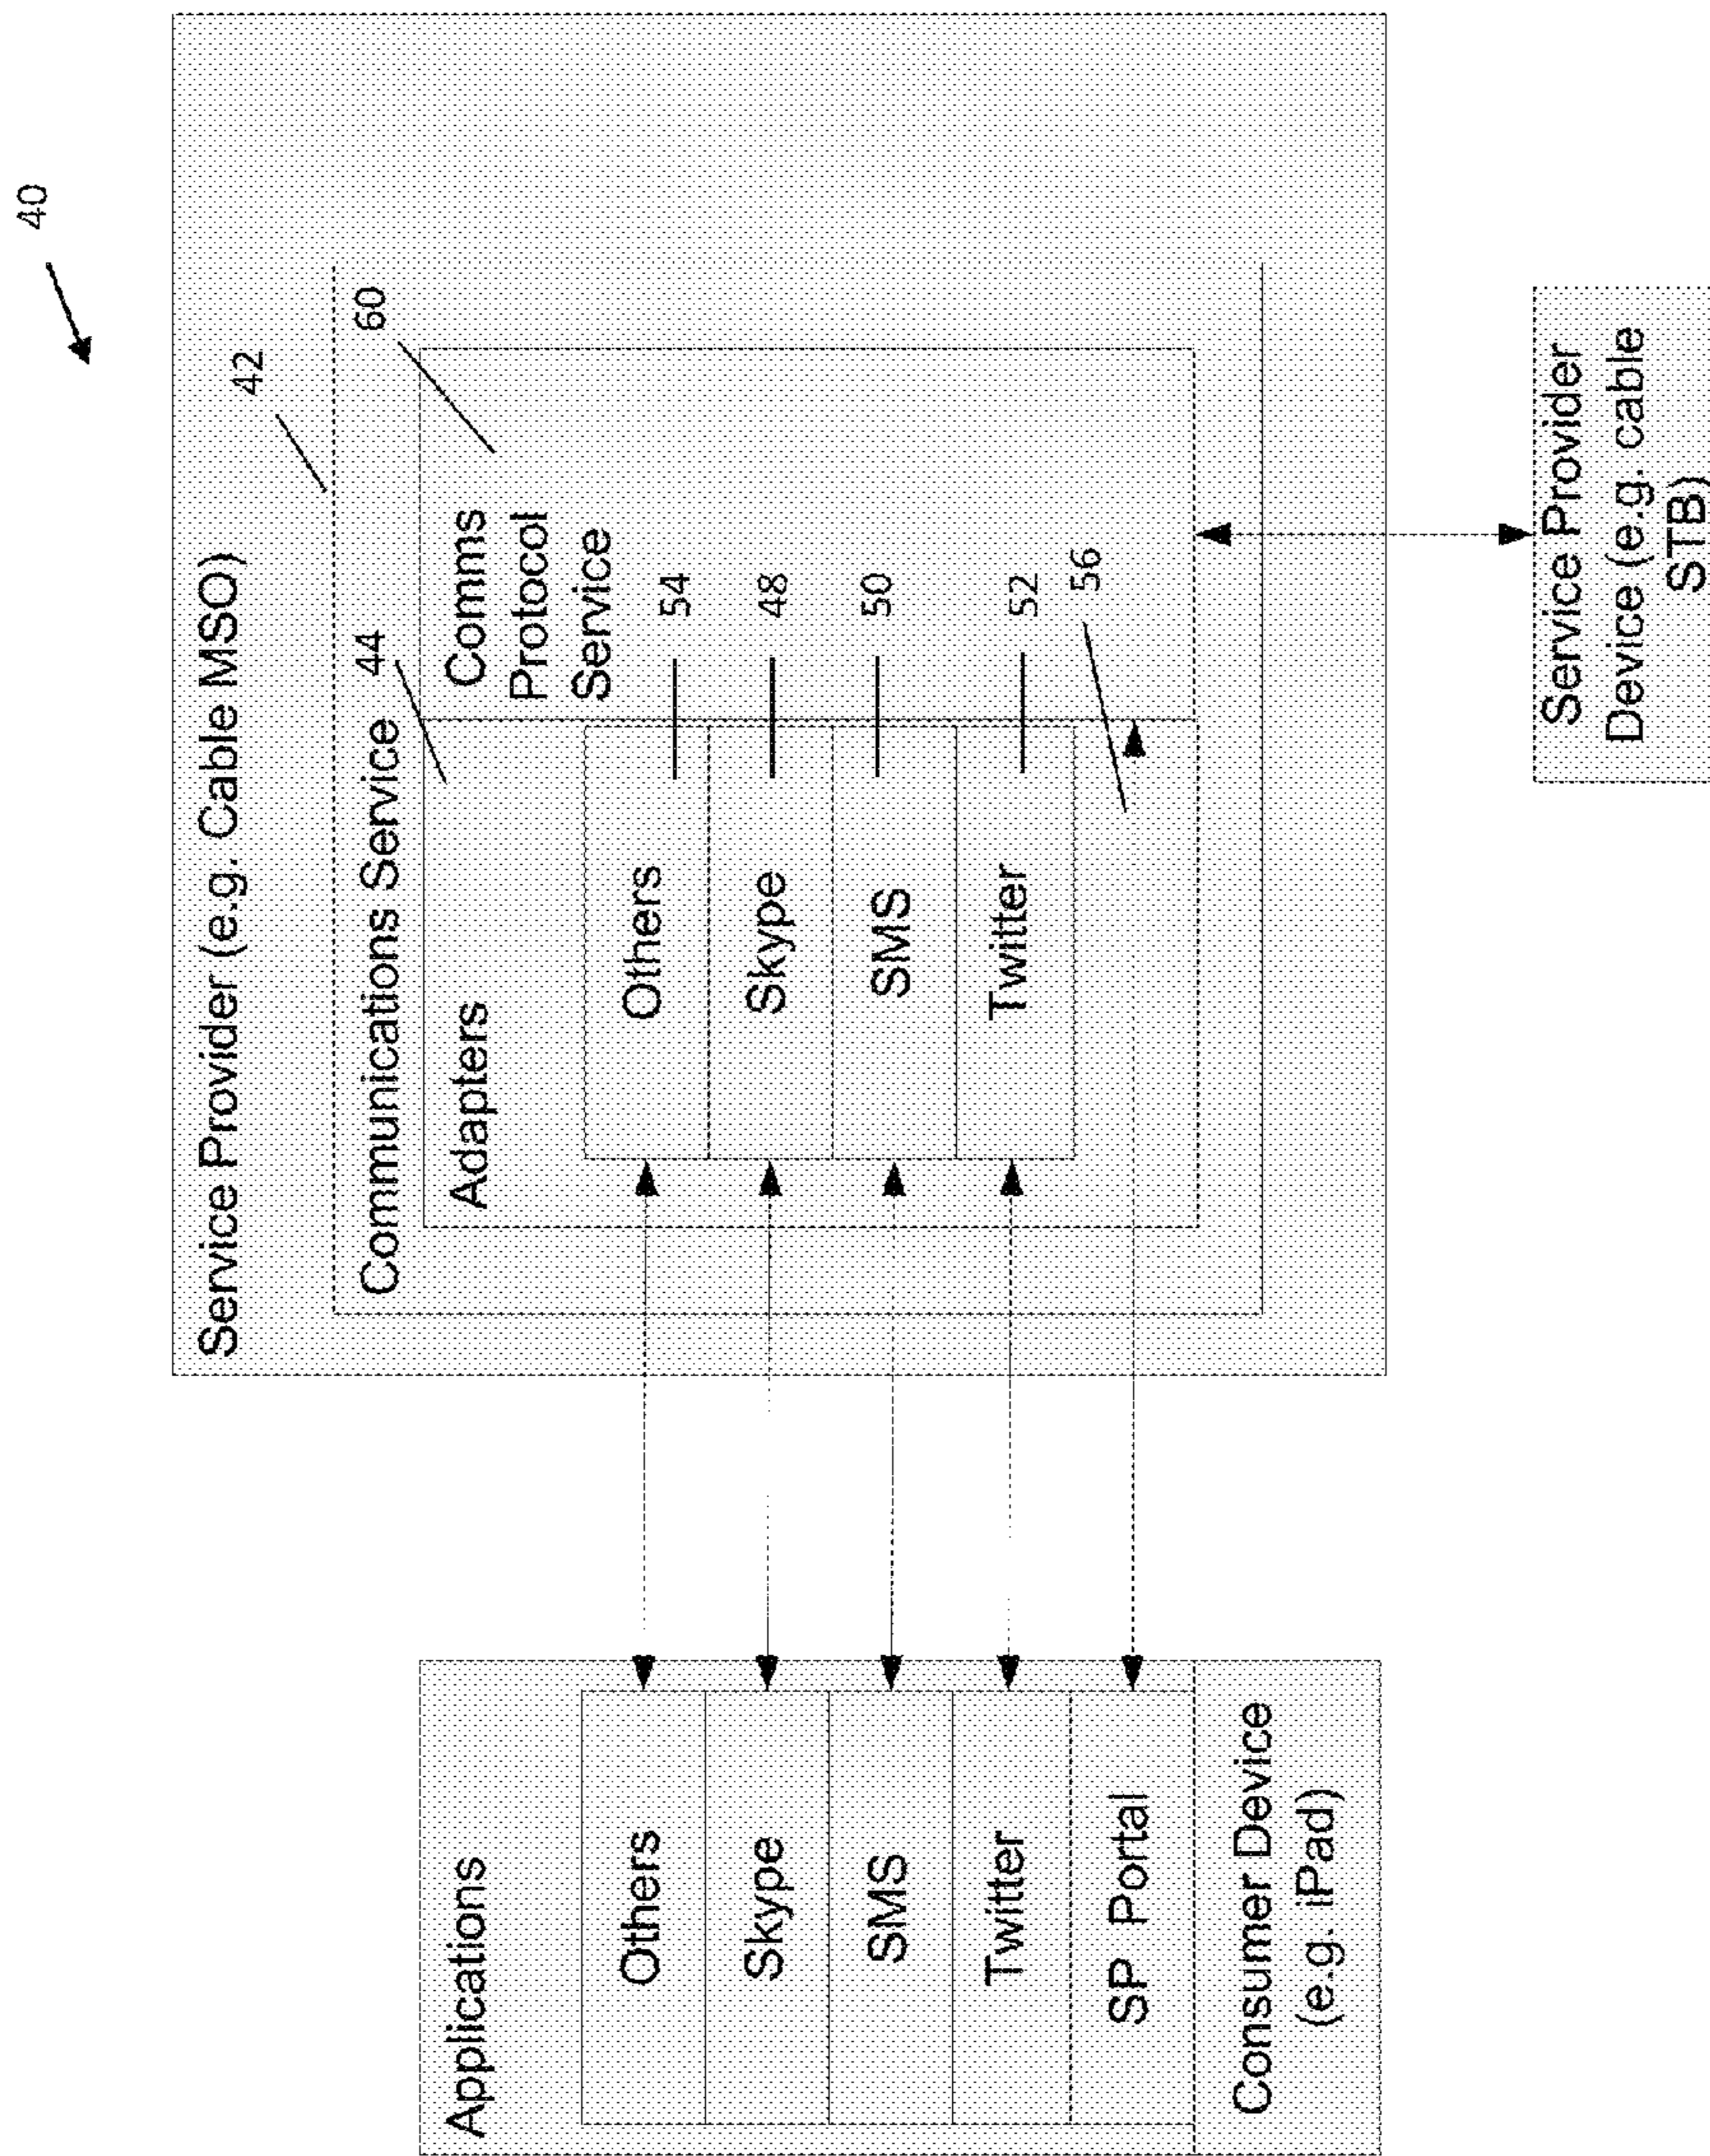 40
Service Provider (e.g. Cable MSO)
42
Communications Service
44
60
Adapters
Comms
Protocol
Service
Others
54
Skype
48
SMS
50
Twitter
52
56
Applications
Others
Skype
SMS
Twitter
SP Portal
Consumer Device
(e.g. iPad)
Service Provider
Device (e.g. cable
STB)